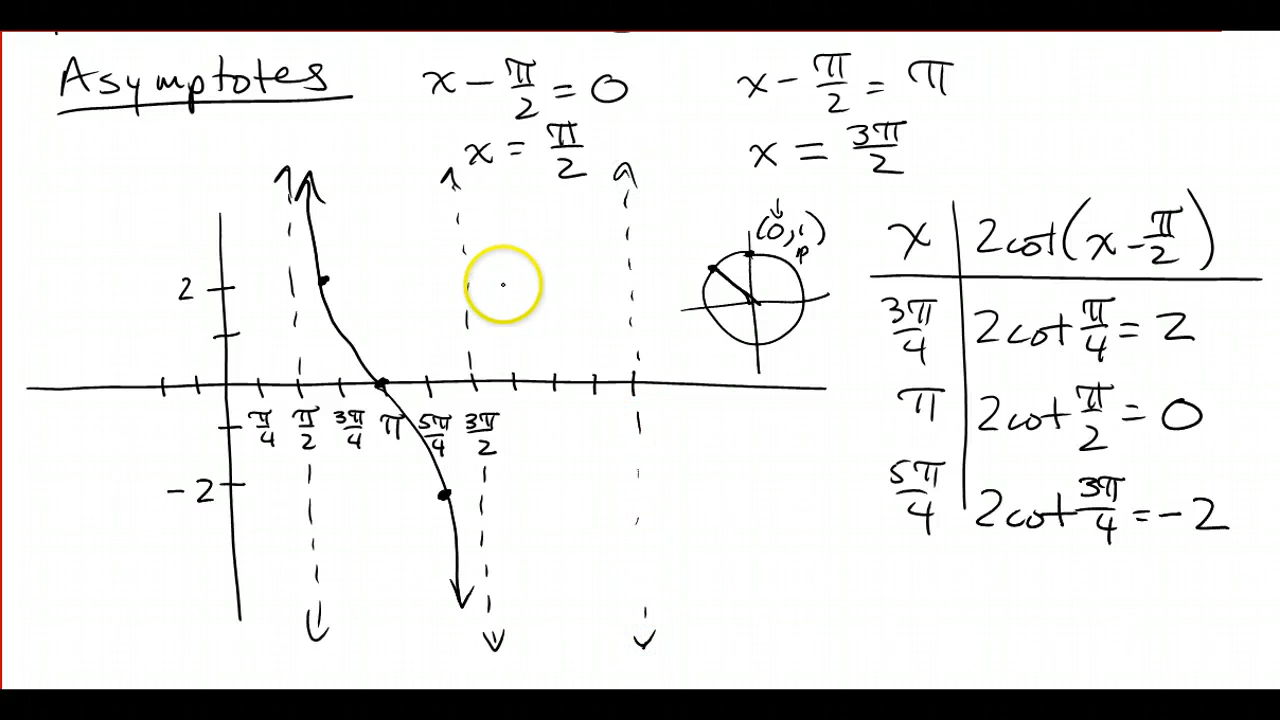 Asymptotes
x - π/2 = 0
x = π/2
x - π/2 = π
x = 3π/2
2
-2
π/4 π/2 3π/4 π 5π/4 3π/2
(0,1)
x | 2cot(x - π/2)
3π/4 | 2cot π/4 = 2
π | 2cot π/2 = 0
5π/4 | 2cot 3π/4 = -2